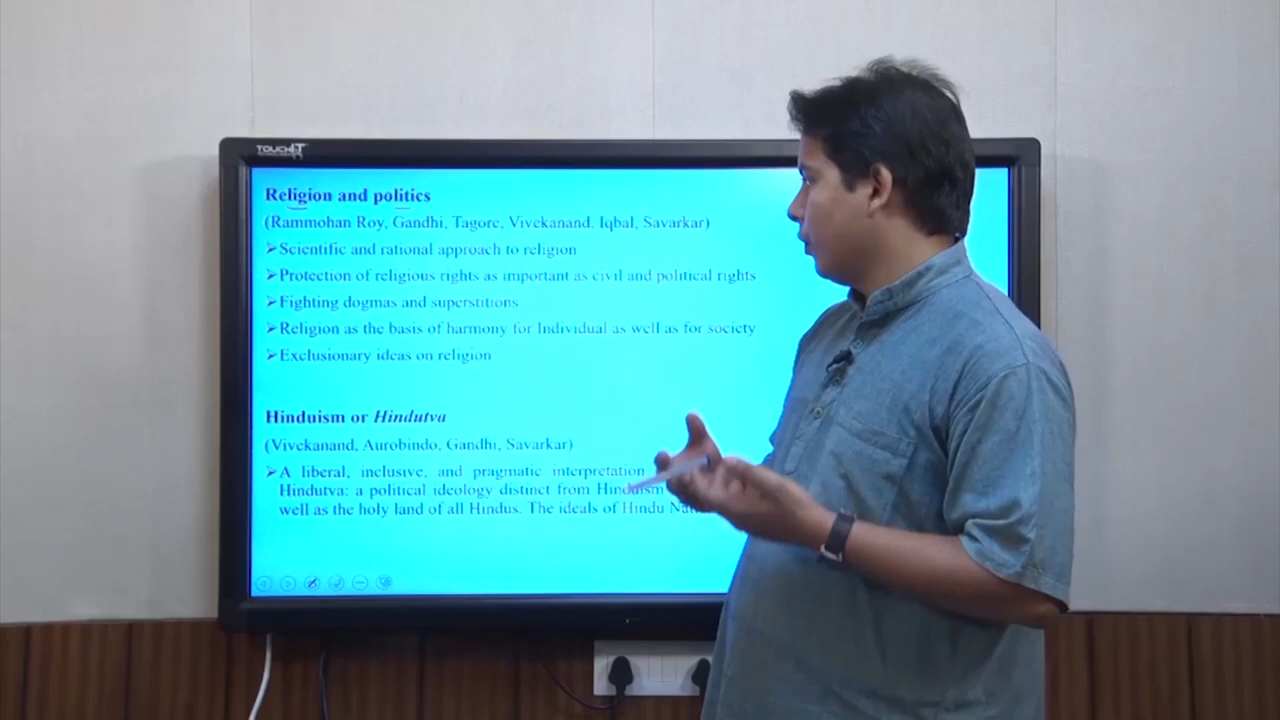 TOUCHIT
Religion and politics
(Rammohan Roy, Gandhi, Tagore, Vivekanand, Iqbal, Savarkar)
➢Scientific and rational approach to religion
➢Protection of religious rights as important as civil and political rights
➢Fighting dogmas and superstitions
➢Religion as the basis of harmony for Individual as well as for society
➢Exclusionary ideas on religion
Hinduism or Hindutva
(Vivekanand, Aurobindo, Gandhi, Savarkar)
➢A liberal, inclusive, and pragmatic interpretation
Hindutva: a political ideology distinct from Hinduism
well as the holy land of all Hindus. The ideals of Hindu